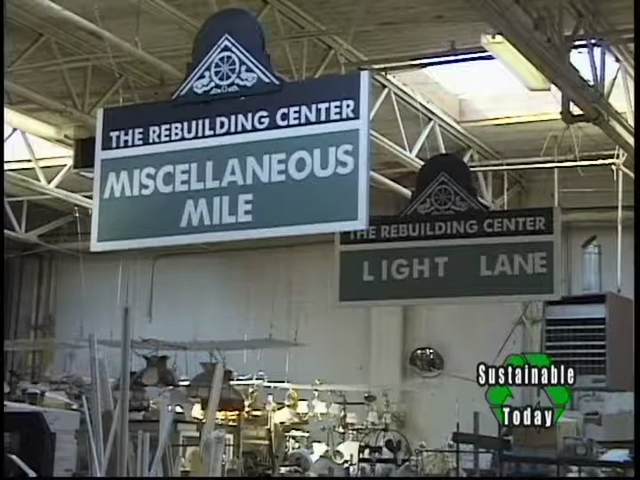 THE REBUILDING CENTER
MISCELLANEOUS
MILE
THE REBUILDING CENTER
LIGHT LANE
Sustainable
Today